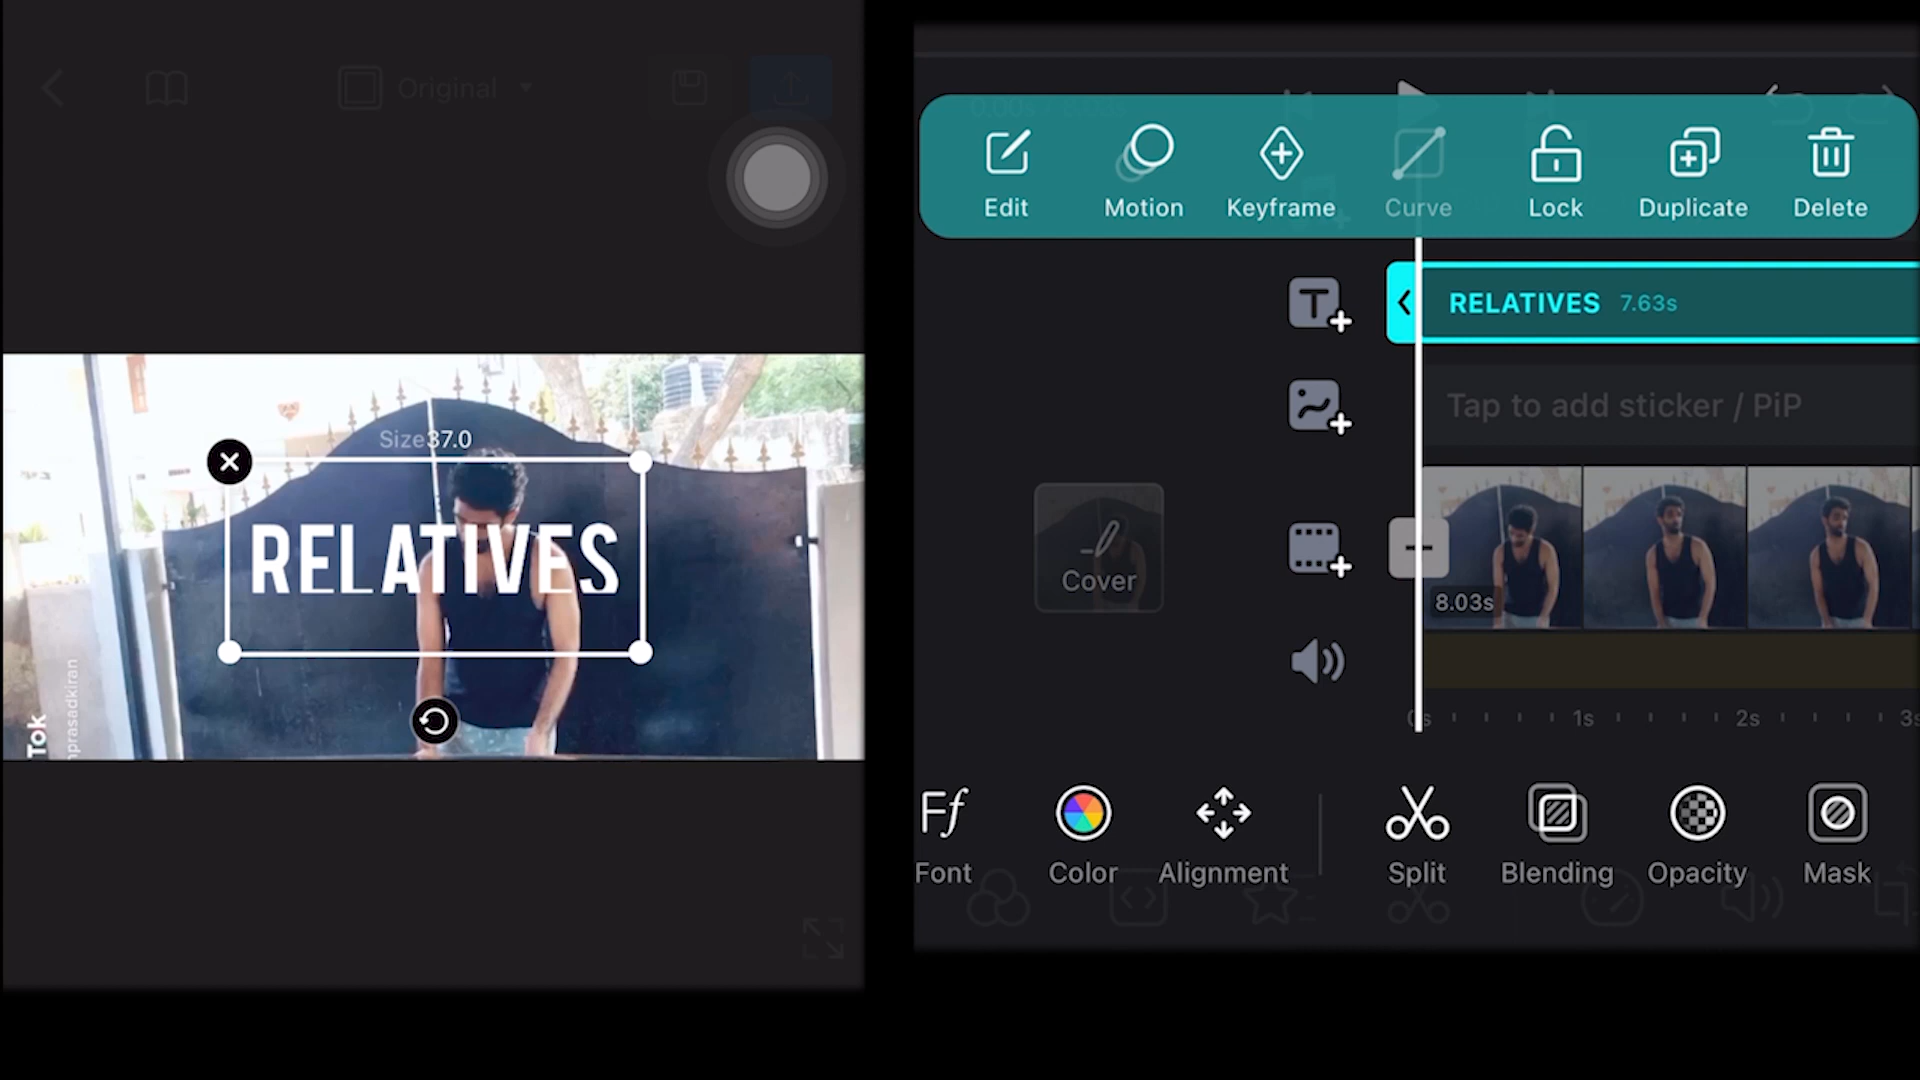 Original
Size37.0
RELATIVES
Tok
prasadkiran
Edit
Motion
Keyframe
Curve
Lock
Duplicate
Delete
RELATIVES 7.63s
Tap to add sticker / PiP
Cover
8.03s
1s
2s
Font
Color
Alignment
Split
Blending
Opacity
Mask